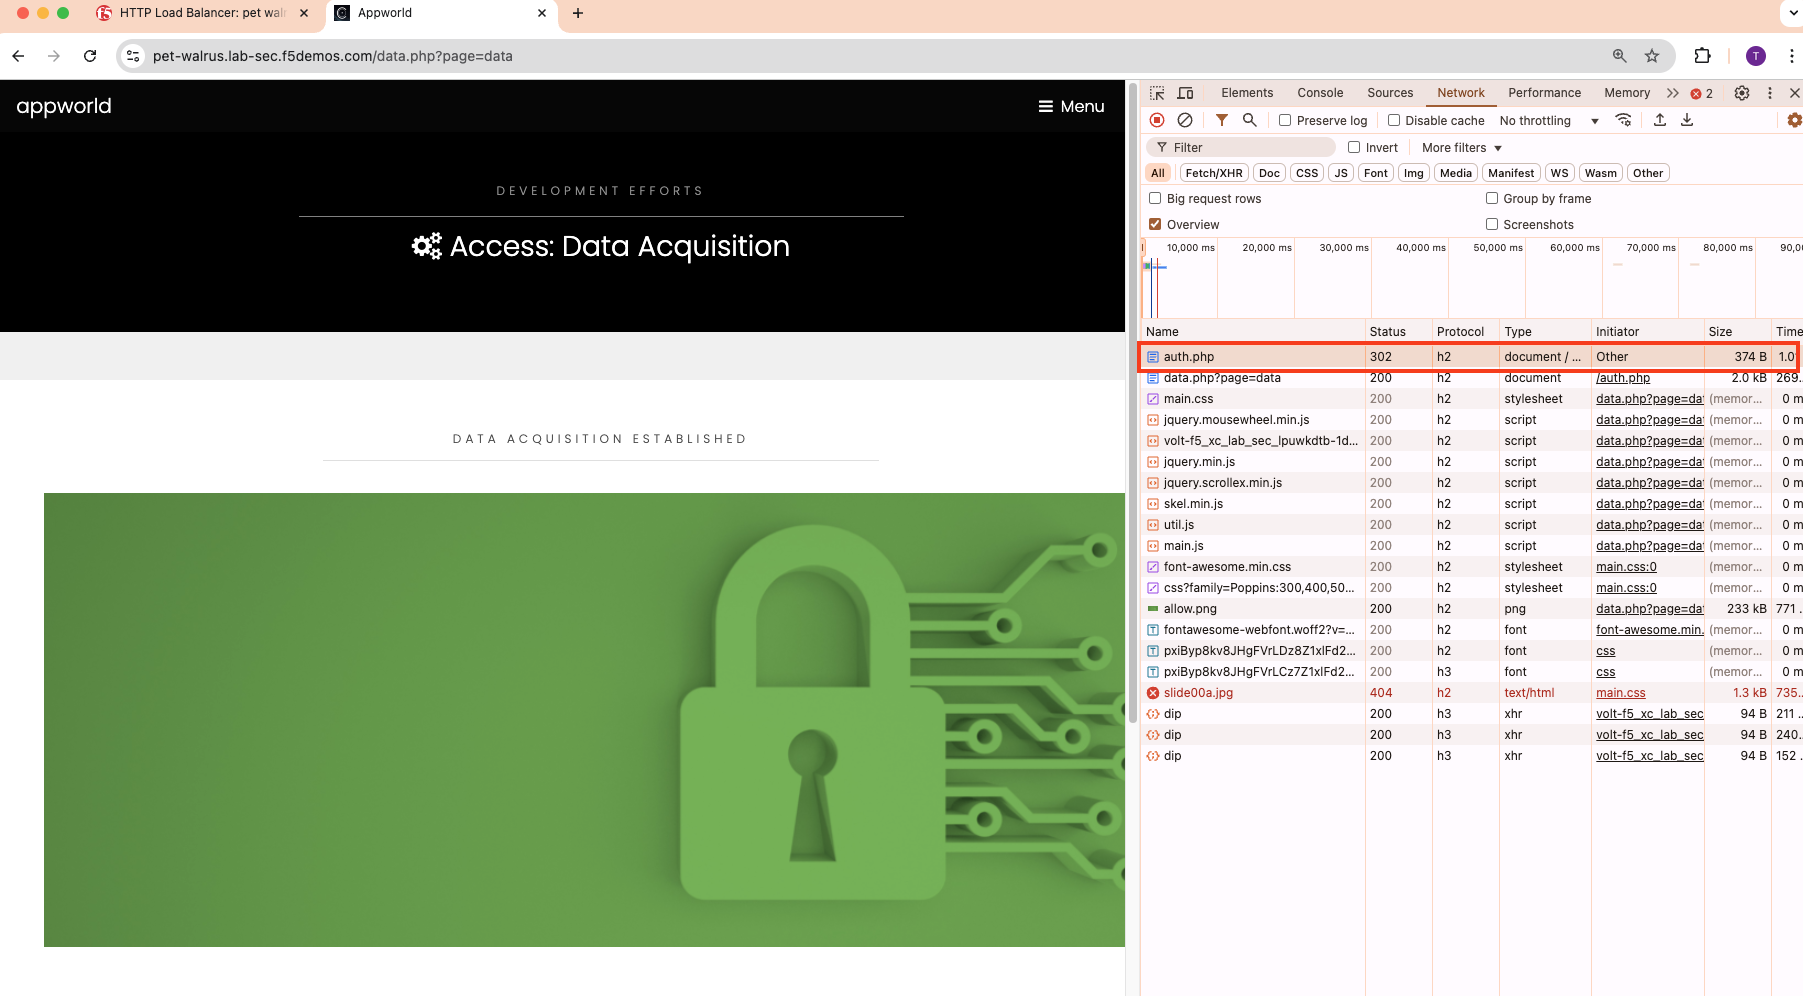 HTTP Load Balancer: pet walr
Appworld
pet-walrus.lab-sec.f5demos.com/data.php?page=data
T
appworld
Menu
DEVELOPMENT EFFORTS
Access: Data Acquisition
DATA ACQUISITION ESTABLISHED
Elements Console Sources Network Performance Memory 2
Preserve log Disable cache No throttling
Filter Invert More filters
All Fetch/XHR Doc CSS JS Font Img Media Manifest WS Wasm Other
Big request rows Group by frame
Overview Screenshots
10,000 ms 20,000 ms 30,000 ms 40,000 ms 50,000 ms 60,000 ms 70,000 ms 80,000 ms 90,0
Name Status Protocol Type Initiator Size Time
auth.php 302 h2 document / ... Other 374 B 1.0
data.php?page=data 200 h2 document /auth.php 2.0 kB 269..
main.css 200 h2 stylesheet data.php?page=dat (memor... 0 m
jquery.mousewheel.min.js 200 h2 script data.php?page=dat (memor... 0 m
volt-f5_xc_lab_sec_lpuwkdtb-1d... 200 h2 script data.php?page=dat (memor... 0 m
jquery.min.js 200 h2 script data.php?page=dat (memor... 0 m
jquery.scrollex.min.js 200 h2 script data.php?page=dat (memor... 0 m
skel.min.js 200 h2 script data.php?page=dat (memor... 0 m
util.js 200 h2 script data.php?page=dat (memor... 0 m
main.js 200 h2 script data.php?page=dat (memor... 0 m
font-awesome.min.css 200 h2 stylesheet main.css:0 (memor... 0 m
css?family=Poppins:300,400,50... 200 h2 stylesheet main.css:0 (memor... 0 m
allow.png 200 h2 png data.php?page=dat 233 kB 771 .
fontawesome-webfont.woff2?v=... 200 h2 font font-awesome.min. (memor... 0 m
pxiByp8kv8JHgFVrLDz8Z1xlFd2... 200 h2 font css (memor... 0 m
pxiByp8kv8JHgFVrLCz7Z1xlFd2... 200 h3 font css (memor... 0 m
slide00a.jpg 404 h2 text/html main.css 1.3 kB 735..
dip 200 h3 xhr volt-f5_xc_lab_sec 94 B 211 .
dip 200 h3 xhr volt-f5_xc_lab_sec 94 B 240..
dip 200 h3 xhr volt-f5_xc_lab_sec 94 B 152 .